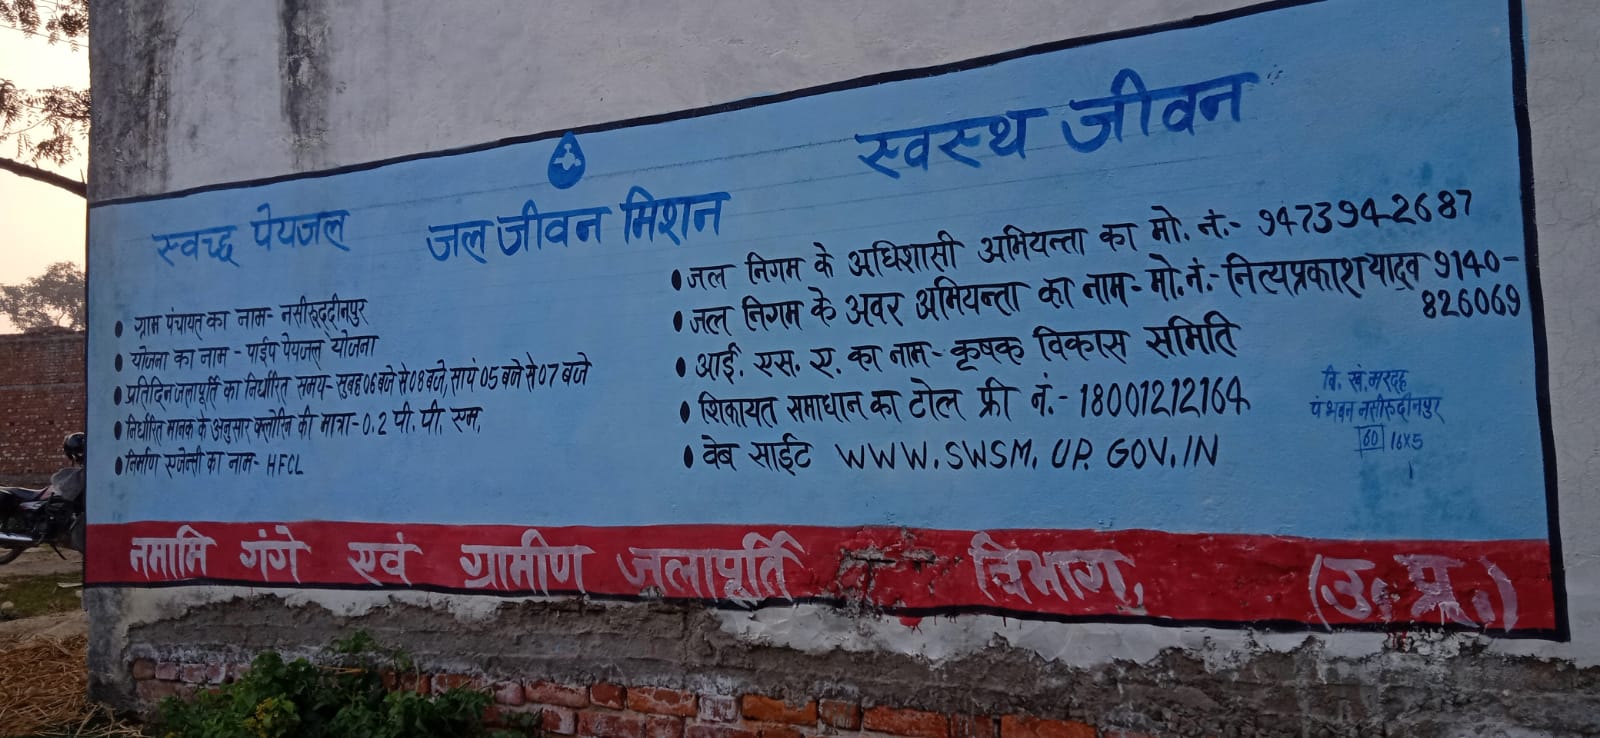 स्वच्छ पेयजल
जल जीवन मिशन
स्वस्थ जीवन
• ग्राम पंचायत का नाम- नसीरूद्दीनपुर
• योजना का नाम - पाईप पेयजल योजना
• प्रतिदिन जलापूर्ति का निर्धारित समय- सुबह 06 बजे से 08 बजे, सायं 05 बजे से 07 बजे
• निर्धारित मानक के अनुसार क्लोरिन की मात्रा-0.2 पी. पी. एम.
• निर्माण एजेन्सी का नाम- HFCL
• जल निगम के अधिशासी अभियन्ता का मो. नं.- 9473942687
• जल निगम के अवर अभियन्ता का नाम- मो. नं.- नित्यप्रकाश यादव 9140-
826069
• आई. एस. ए. का नाम- कृषक विकास समिति
• शिकायत समाधान का टोल फ्री नं.- 18001212164
• वेब साईट WWW.SWSM.UP.GOV.IN
वि. खं. मरदह
पं भवन नसीरुद्दीनपुर
60 16x5
नमामि गंगे एवं ग्रामीण जलापूर्ति विभाग, (उ.प्र.)